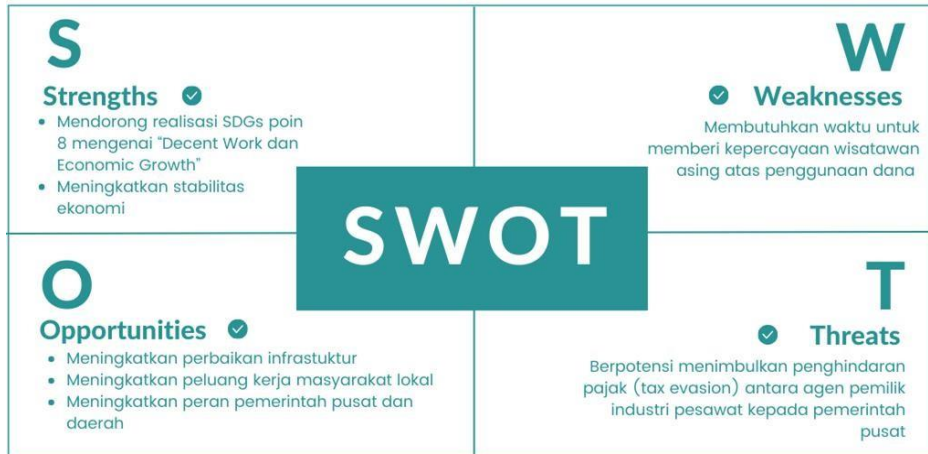 S
Strengths
• Mendorong realisasi SDGs poin
8 mengenai "Decent Work dan
Economic Growth"
• Meningkatkan stabilitas
ekonomi
W
Weaknesses
Membutuhkan waktu untuk
memberi kepercayaan wisatawan
asing atas penggunaan dana
SWOT
O
Opportunities
• Meningkatkan perbaikan infrastuktur
• Meningkatkan peluang kerja masyarakat lokal
• Meningkatkan peran pemerintah pusat dan
daerah
T
Threats
Berpotensi menimbulkan penghindaran
pajak (tax evasion) antara agen pemilik
industri pesawat kepada pemerintah
pusat